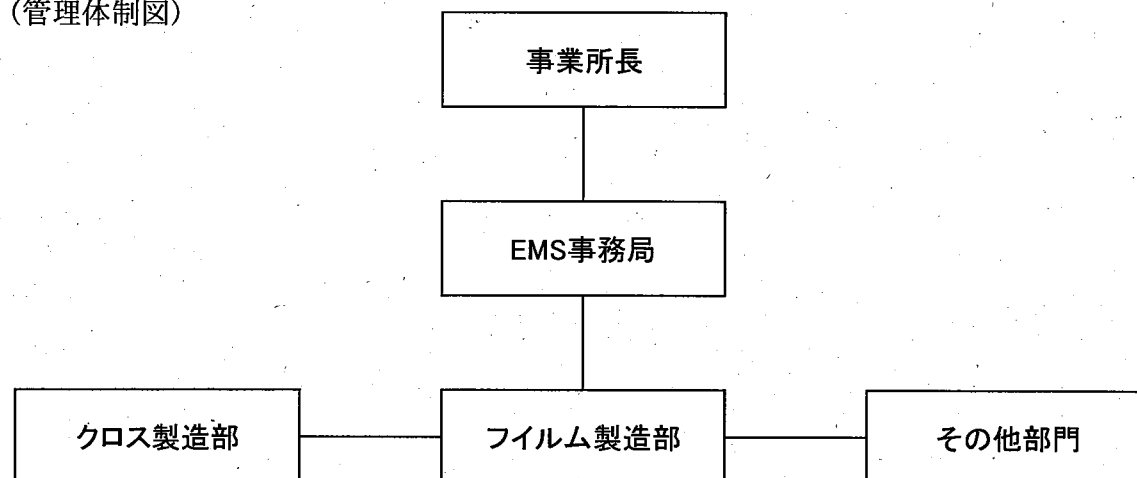 (管理体制図)
事業所長
EMS事務局
クロス製造部
フイルム製造部
その他部門